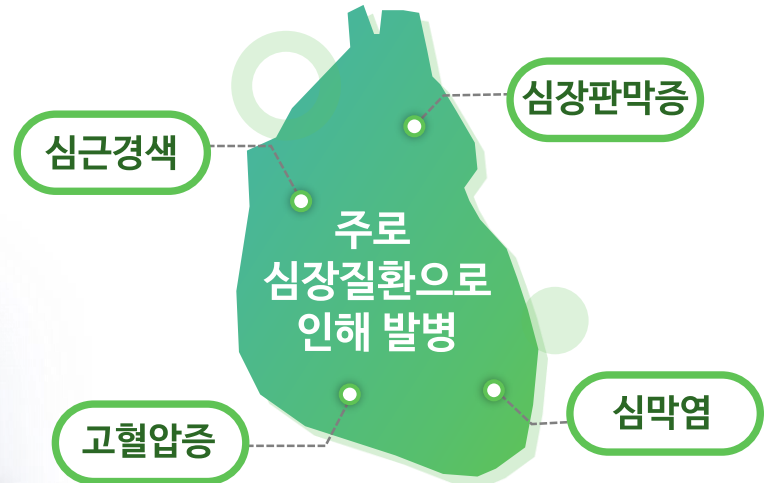 심장판막증
심근경색
주로
심장질환으로
인해 발병
심막염
고혈압증